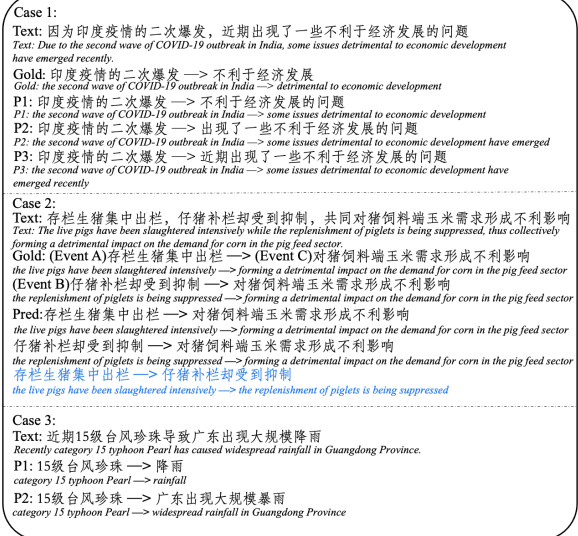 Case 1:
Text: 因为印度疫情的二次爆发，近期出现了一些不利于经济发展的问题
Text: Due to the second wave of COVID-19 outbreak in India, some issues detrimental to economic development
have emerged recently.
Gold: 印度疫情的二次爆发 —> 不利于经济发展
Gold: the second wave of COVID-19 outbreak in India —> detrimental to economic development
P1: 印度疫情的二次爆发 —> 不利于经济发展的问题
P1: the second wave of COVID-19 outbreak in India —> some issues detrimental to economic development
P2: 印度疫情的二次爆发 —> 出现了一些不利于经济发展的问题
P2: the second wave of COVID-19 outbreak in India —> some issues detrimental to economic development have emerged
P3: 印度疫情的二次爆发 —> 近期出现了一些不利于经济发展的问题
P3: the second wave of COVID-19 outbreak in India —> some issues detrimental to economic development have
emerged recently
Case 2:
Text: 存栏生猪集中出栏，仔猪补栏却受到抑制，共同对猪饲料端玉米需求形成不利影响
Text: The live pigs have been slaughtered intensively while the replenishment of piglets is being suppressed, thus collectively
forming a detrimental impact on the demand for corn in the pig feed sector.
Gold: (Event A)存栏生猪集中出栏 —> (Event C)对猪饲料端玉米需求形成不利影响
the live pigs have been slaughtered intensively —> forming a detrimental impact on the demand for corn in the pig feed sector
(Event B)仔猪补栏却受到抑制 —> 对猪饲料端玉米需求形成不利影响
the replenishment of piglets is being suppressed —> forming a detrimental impact on the demand for corn in the pig feed sector
Pred:存栏生猪集中出栏 —> 对猪饲料端玉米需求形成不利影响
the live pigs have been slaughtered intensively —> forming a detrimental impact on the demand for corn in the pig feed sector
仔猪补栏却受到抑制 —> 对猪饲料端玉米需求形成不利影响
the replenishment of piglets is being suppressed —> forming a detrimental impact on the demand for corn in the pig feed sector
存栏生猪集中出栏 —> 仔猪补栏却受到抑制
the live pigs have been slaughtered intensively —> the replenishment of piglets is being suppressed
Case 3:
Text: 近期15级台风珍珠导致广东出现大规模降雨
Recently category 15 typhoon Pearl has caused widespread rainfall in Guangdong Province.
P1: 15级台风珍珠 —> 降雨
category 15 typhoon Pearl —> rainfall
P2: 15级台风珍珠 —> 广东出现大规模暴雨
category 15 typhoon Pearl —> widespread rainfall in Guangdong Province